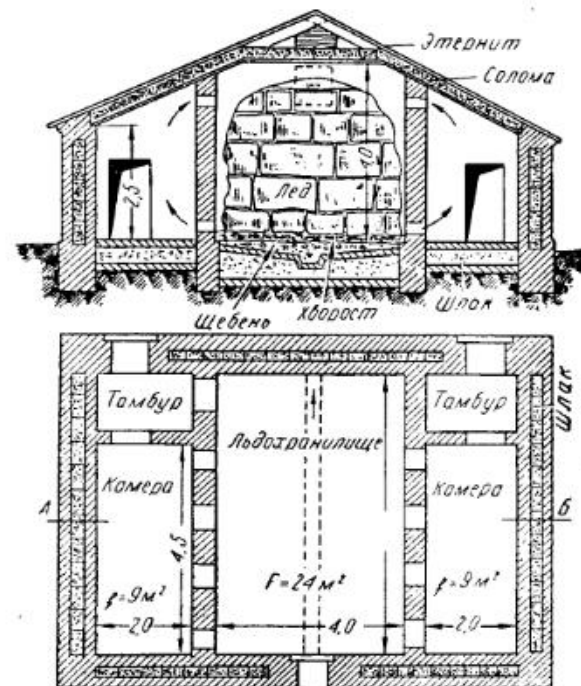 Этернит
Солома
4,0
2,5
Лед
Щебень
Хворост
Шлак
Тамбур
Тамбур
Шлак
Льдохранилище
Камера
Камера
А
Б
4,5
f=9м²
F=24м²
f=9м²
2,0
4,0
2,0